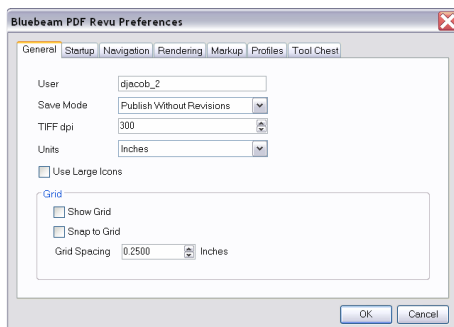 Bluebeam PDF Revu Preferences
General Startup Navigation Rendering Markup Profiles Tool Chest
User djacob_2
Save Mode Publish Without Revisions
TIFF dpi 300
Units Inches
Use Large Icons
Grid
Show Grid
Snap to Grid
Grid Spacing 0.2500 Inches
OK Cancel